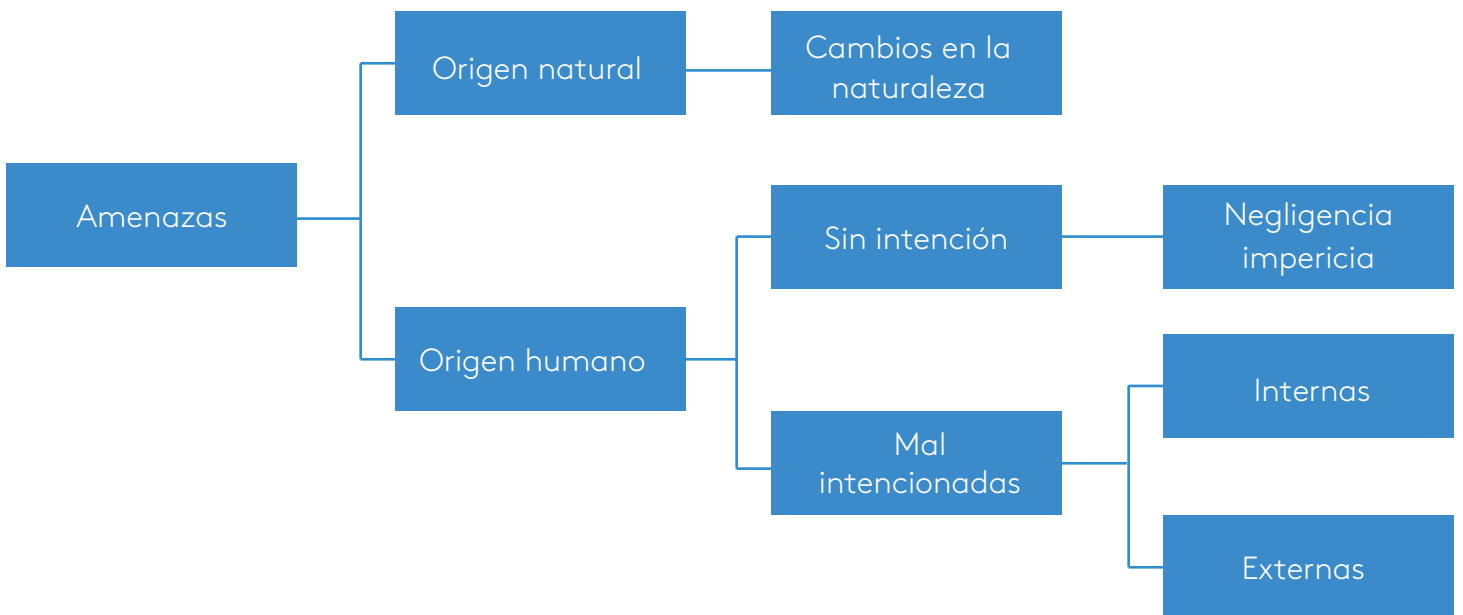 Amenazas
Origen natural
Cambios en la
naturaleza
Origen humano
Sin intención
Negligencia
impericia
Mal
intencionadas
Internas
Externas